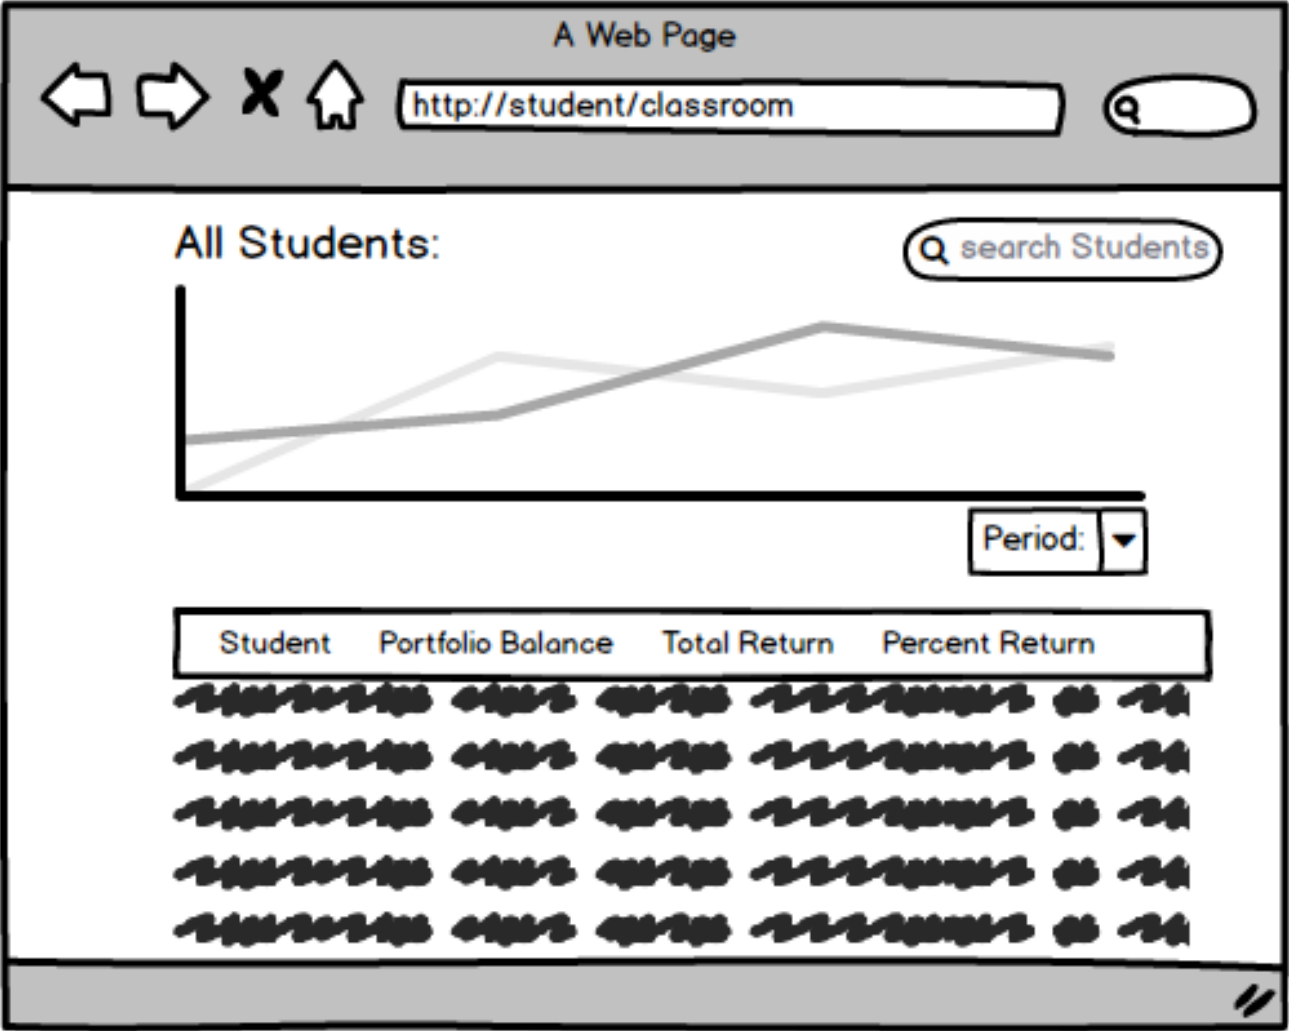 A Web Page
http://student/classroom
All Students:
search Students
Period:
Student Portfolio Balance Total Return Percent Return